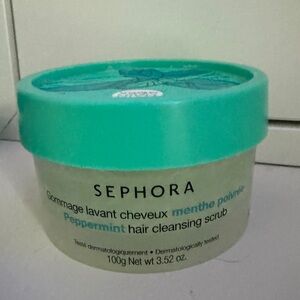 SEPHORA
Gommage lavant cheveux menthe poivrée
Peppermint hair cleansing scrub
Testé dermatologiquement • Dermatologically tested
100g Net wt 3.52 oz.